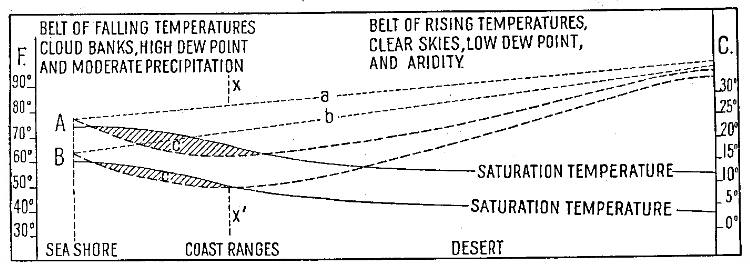 BELT OF FALLING TEMPERATURES
CLOUD BANKS, HIGH DEW POINT
AND MODERATE PRECIPITATION
BELT OF RISING TEMPERATURES,
CLEAR SKIES, LOW DEW POINT,
AND ARIDITY.
F.
C.
90°
80°
70°
60°
50°
40°
30°
30°
25°
20°
15°
10°
5°
0°
x
a
b
A
c
B
c
SATURATION TEMPERATURE
SATURATION TEMPERATURE
x'
SEA SHORE
COAST RANGES
DESERT